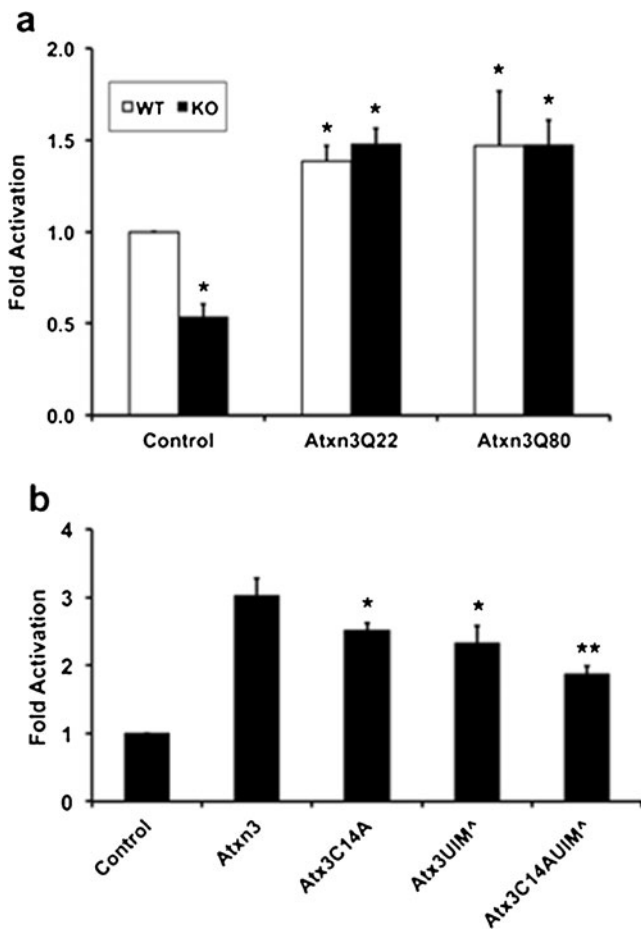 a
2.0
WT KO
* * * *
1.5
1.0
*
0.5
0.0
Fold Activation
Control Atxn3Q22 Atxn3Q80
b
4
3
* *
**
2
1
0
Fold Activation
Control Atxn3 Atx3C14A Atx3UIM^ Atx3C14AUIM^